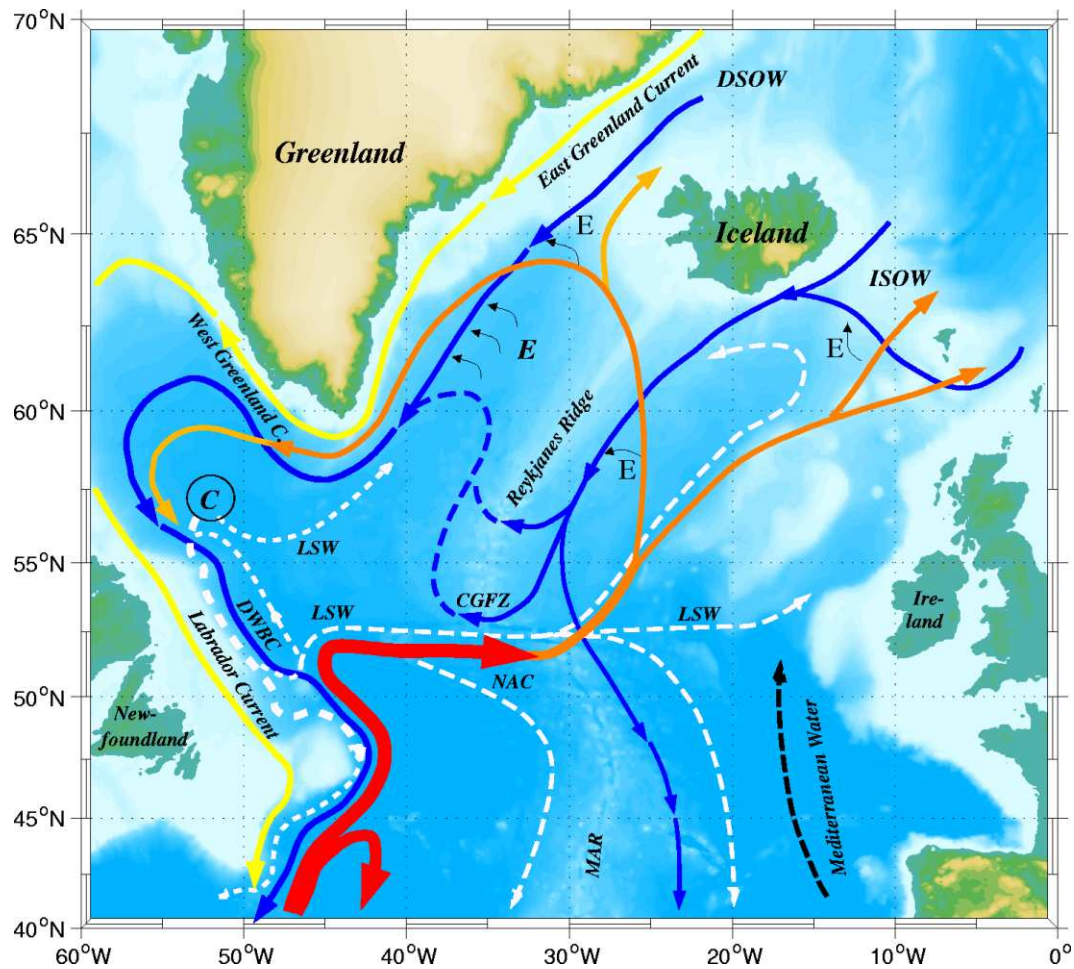 70°N
65°N
60°N
55°N
50°N
45°N
40°N
60°W
50°W
40°W
30°W
20°W
10°W
0°
DSOW
East Greenland Current
Greenland
E
Iceland
ISOW
West Greenland C.
E
E
Reykjanes Ridge
E
C
LSW
DWBC
LSW
CGFZ
LSW
Ire-
land
Labrador Current
NAC
New-
foundland
Mediterranean Water
MAR